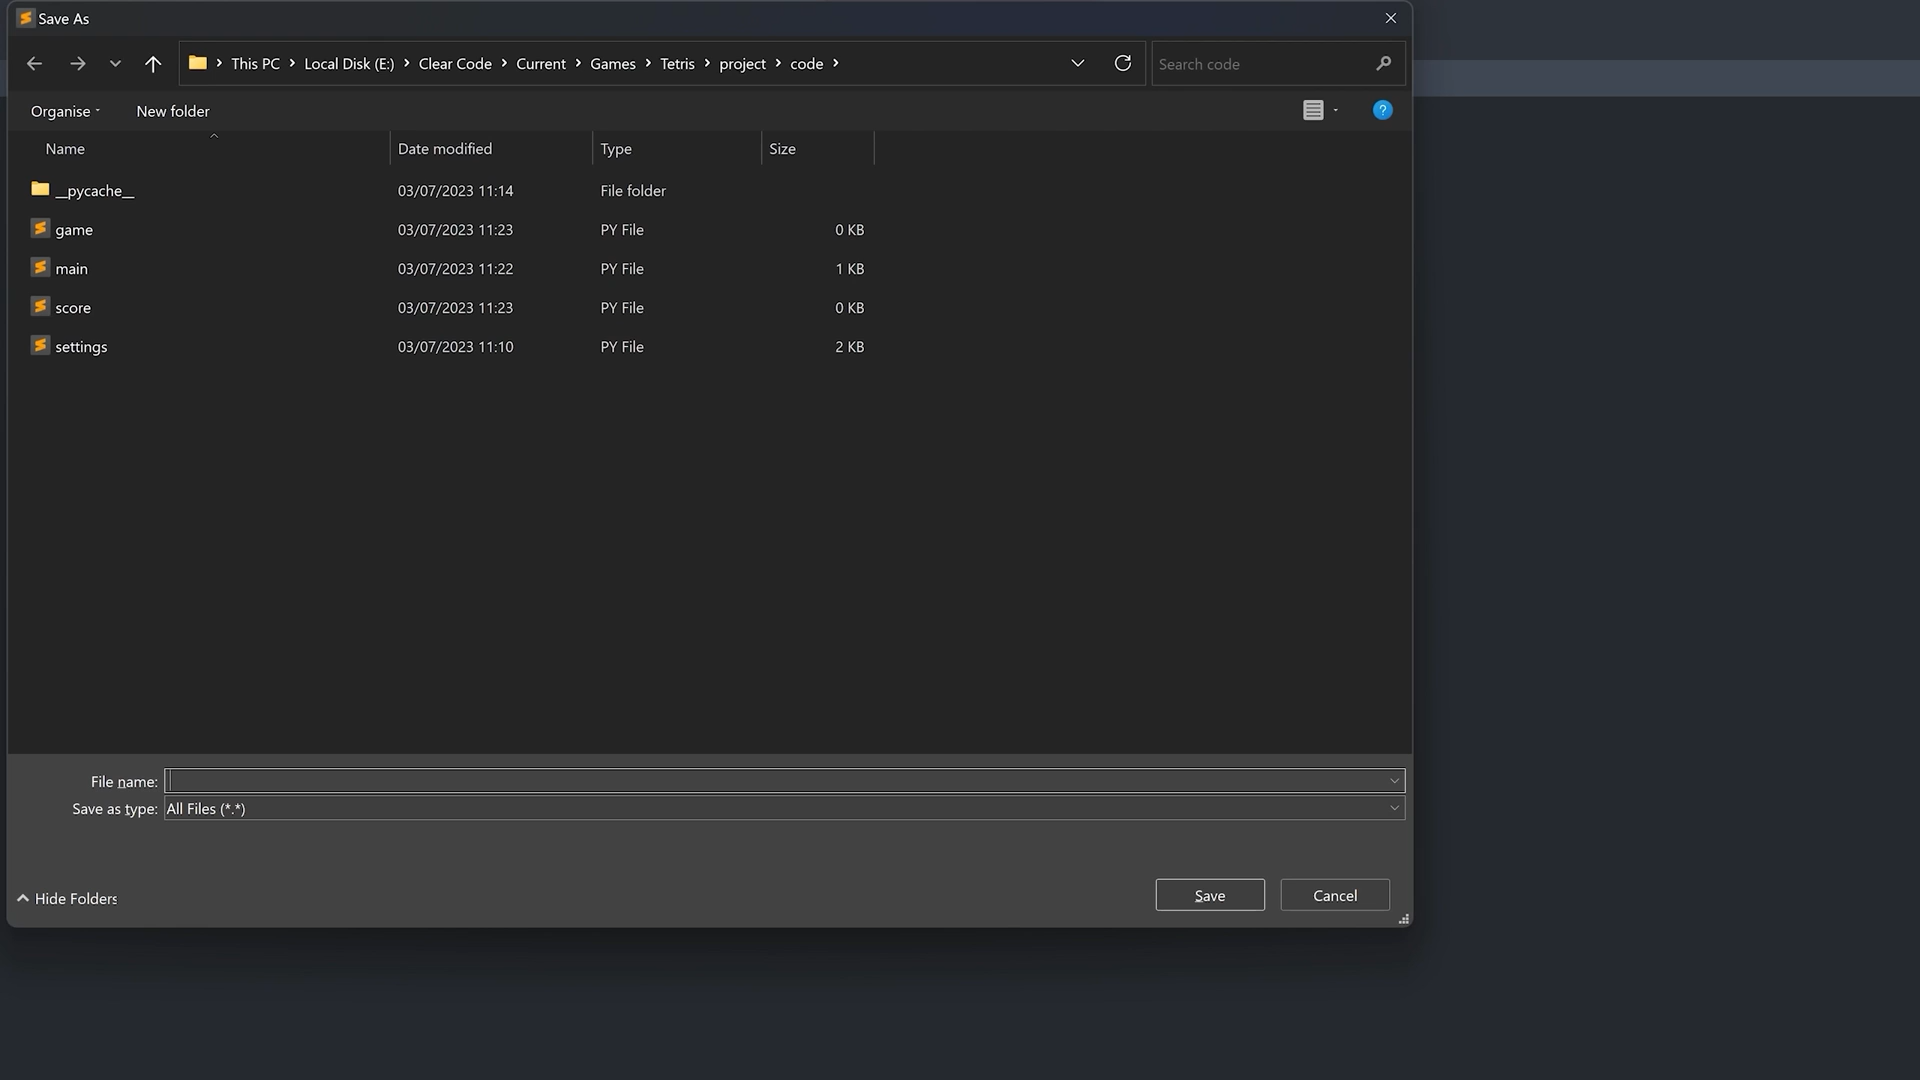 Save As
This PC Local Disk (E:) Clear Code Current Games Tetris project code
Search code
Organise New folder
Name Date modified Type Size
__pycache__ 03/07/2023 11:14 File folder
game 03/07/2023 11:23 PY File 0 KB
main 03/07/2023 11:22 PY File 1 KB
score 03/07/2023 11:23 PY File 0 KB
settings 03/07/2023 11:10 PY File 2 KB
File name:
Save as type: All Files (*.*)
Hide Folders
Save Cancel